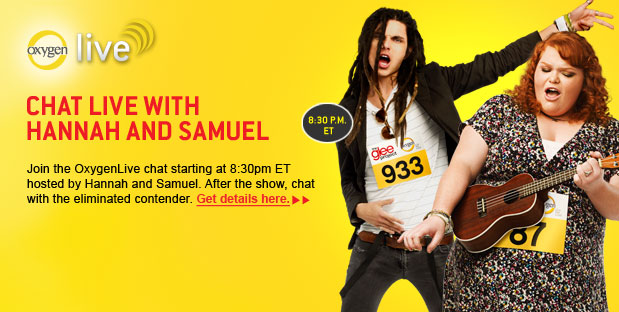 oxygen live
CHAT LIVE WITH
HANNAH AND SAMUEL
8:30 P.M.
ET
Join the OxygenLive chat starting at 8:30pm ET
hosted by Hannah and Samuel. After the show, chat
with the eliminated contender. Get details here.
the
glee
project
933
87